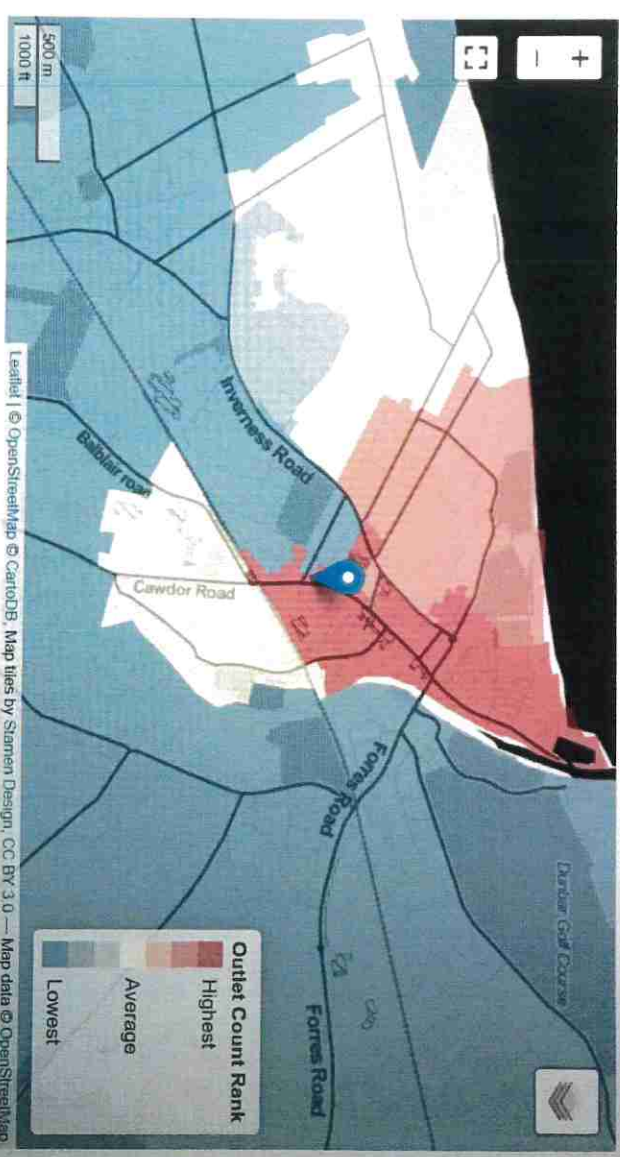 +
−
500 m
1000 ft
Inverness Road
Balblair road
Cawdor Road
Forres Road
Forres Road
Dunbar Golf Course
Outlet Count Rank
Highest
Average
Lowest
Leaflet | © OpenStreetMap © CartoDB, Map tiles by Stamen Design, CC BY 3.0 — Map data © OpenStreetMap